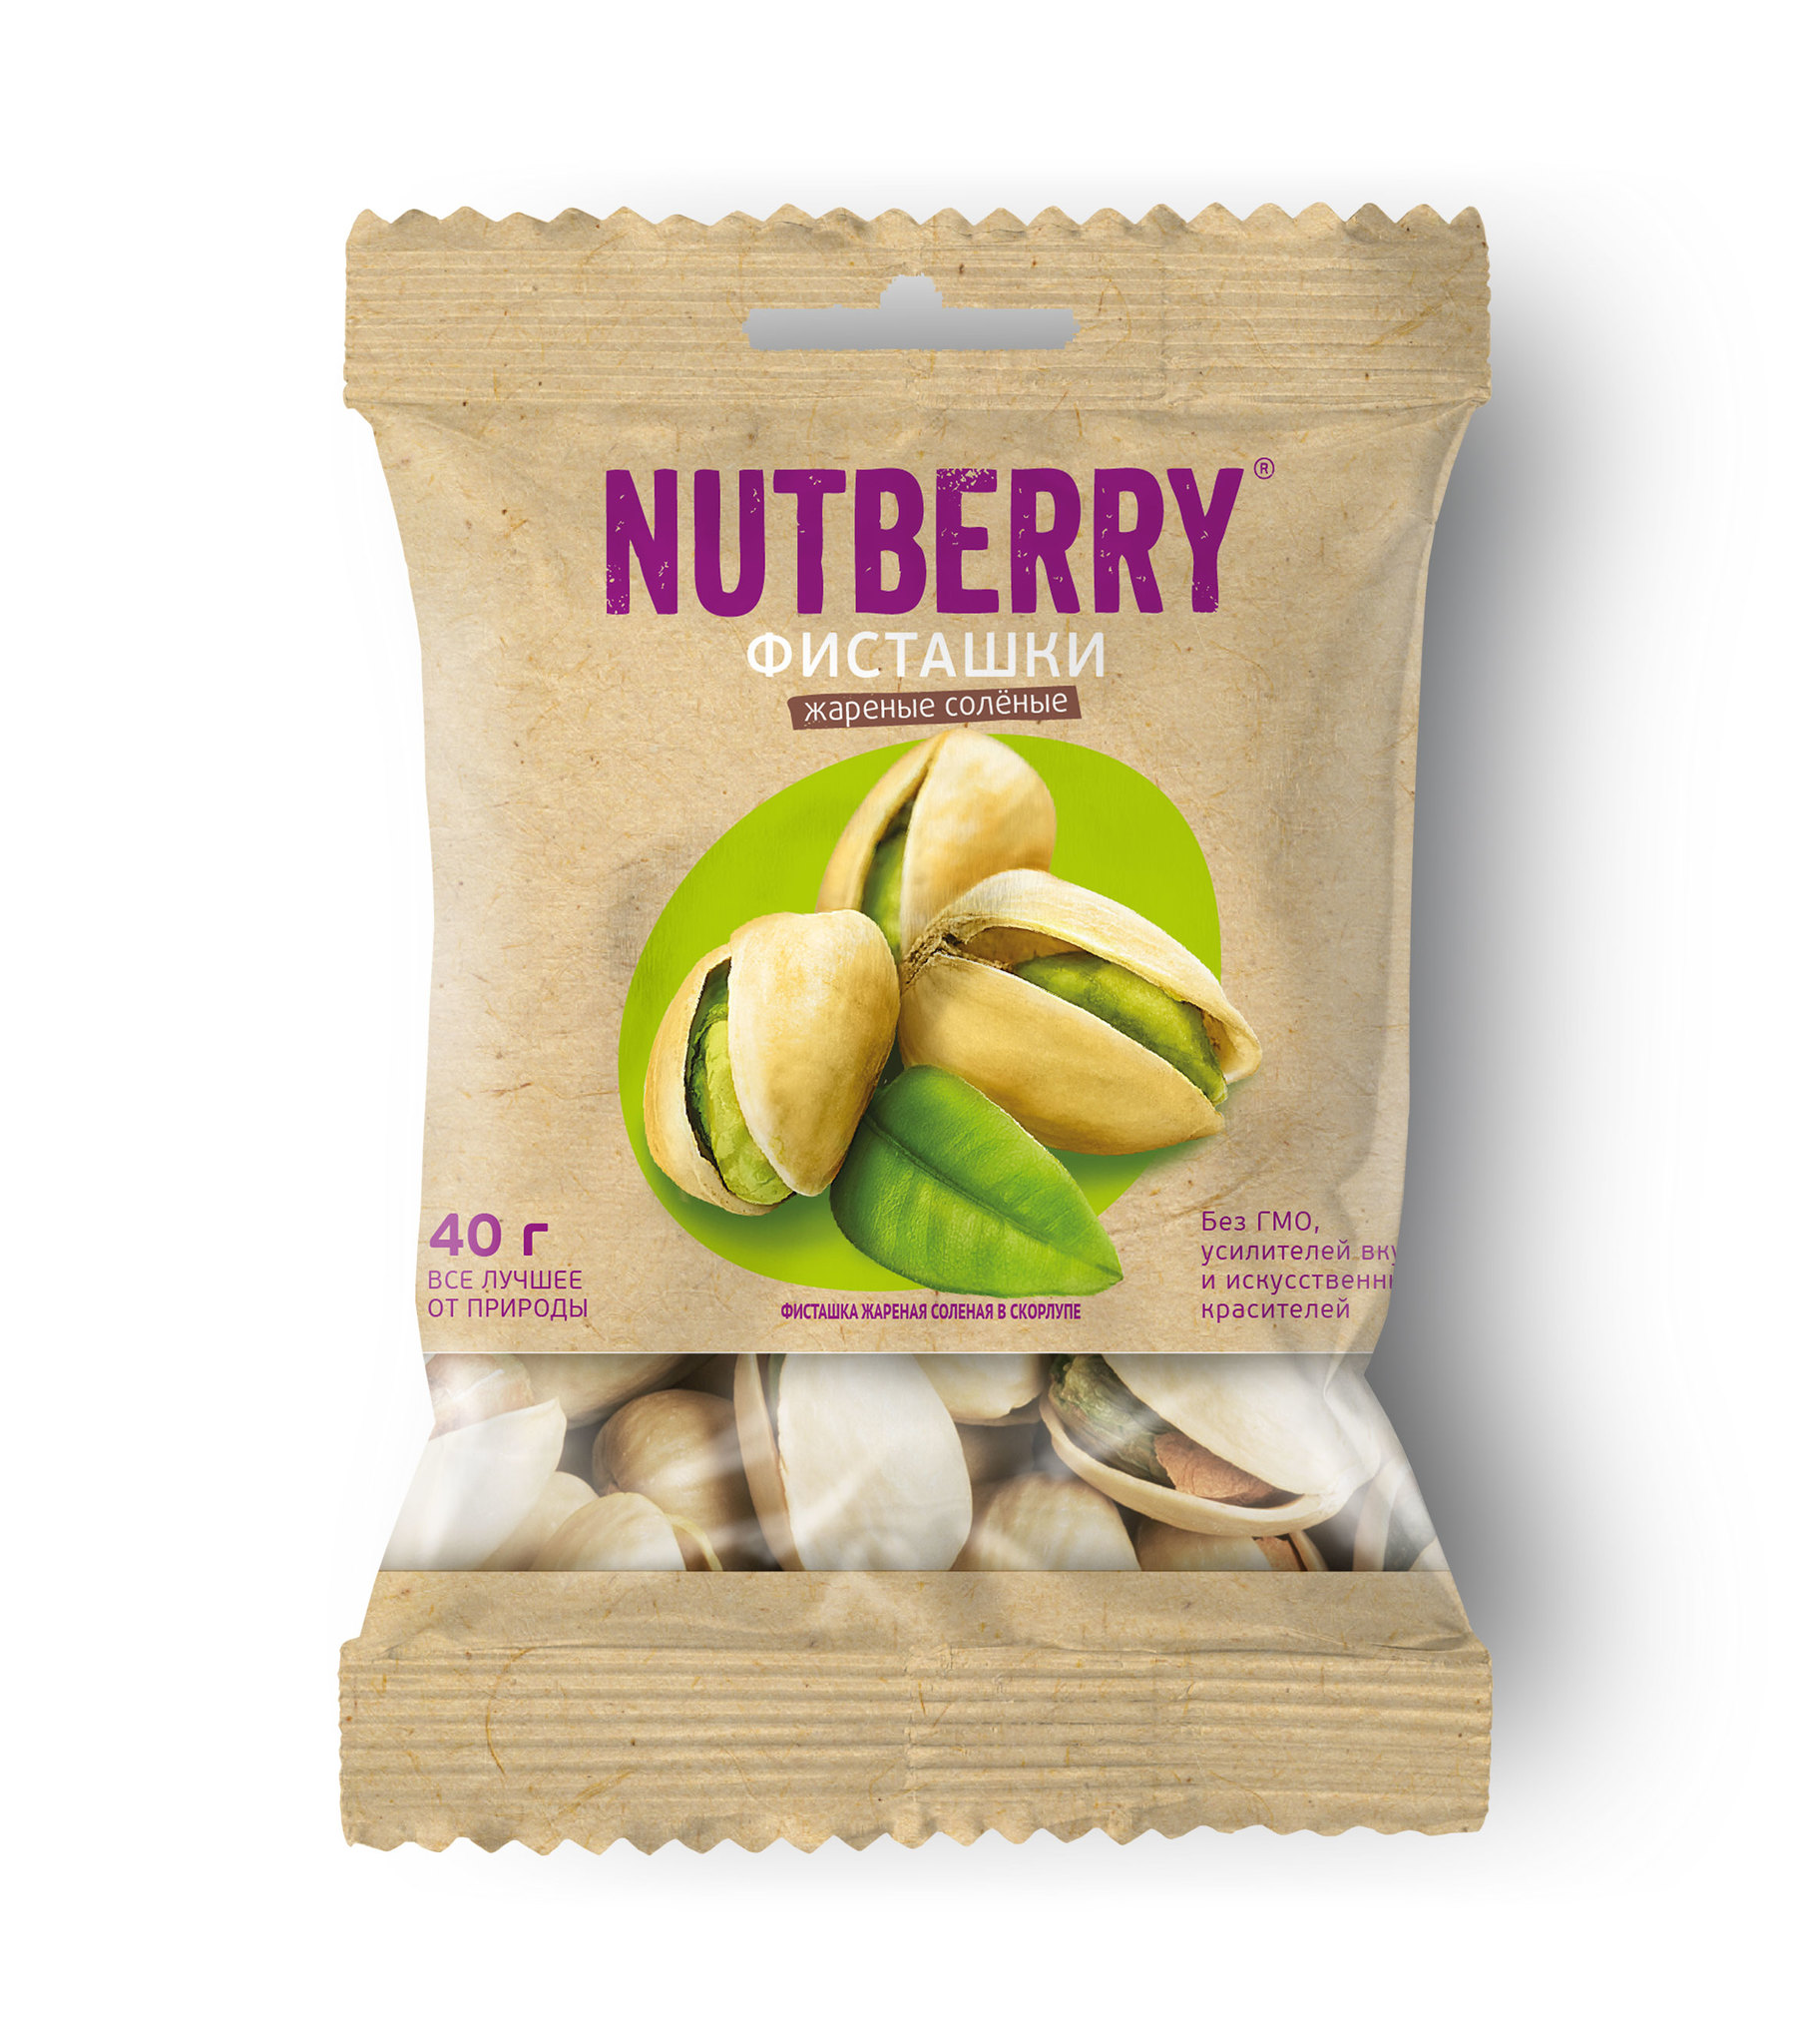 NUTBERRY®
ФИСТАШКИ
жареные солёные
40 г
ВСЕ ЛУЧШЕЕ
ОТ ПРИРОДЫ
ФИСТАШКА ЖАРЕНАЯ СОЛЕНАЯ В СКОРЛУПЕ
Без ГМО,
усилителей
и
красителей